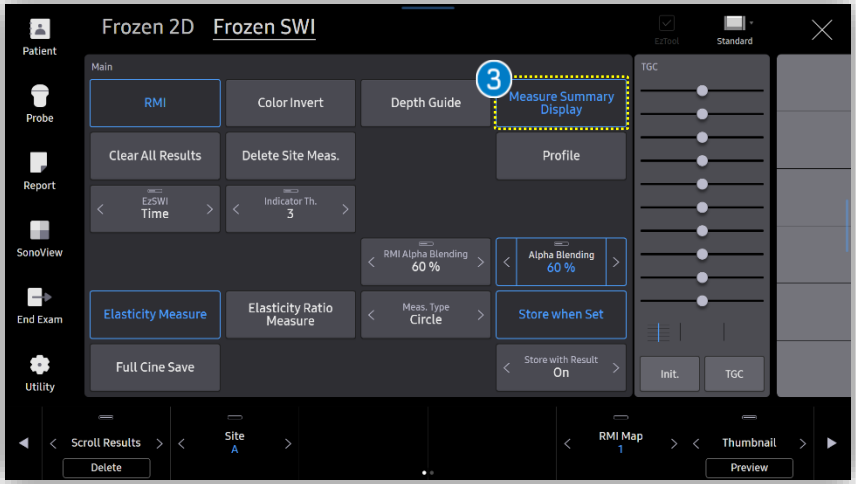 Patient
Frozen 2D
Frozen SWI
EzTool
Standard
Main
TGC
3
RMI
Color Invert
Depth Guide
Measure Summary
Display
Probe
Clear All Results
Delete Site Meas.
Profile
Report
EzSWI
Time
Indicator Th.
3
SonoView
RMI Alpha Blending
60 %
Alpha Blending
60 %
End Exam
Elasticity Measure
Elasticity Ratio
Measure
Meas. Type
Circle
Store when Set
Utility
Full Cine Save
Store with Result
On
Init.
TGC
Scroll Results
Delete
Site
A
RMI Map
1
Thumbnail
Preview